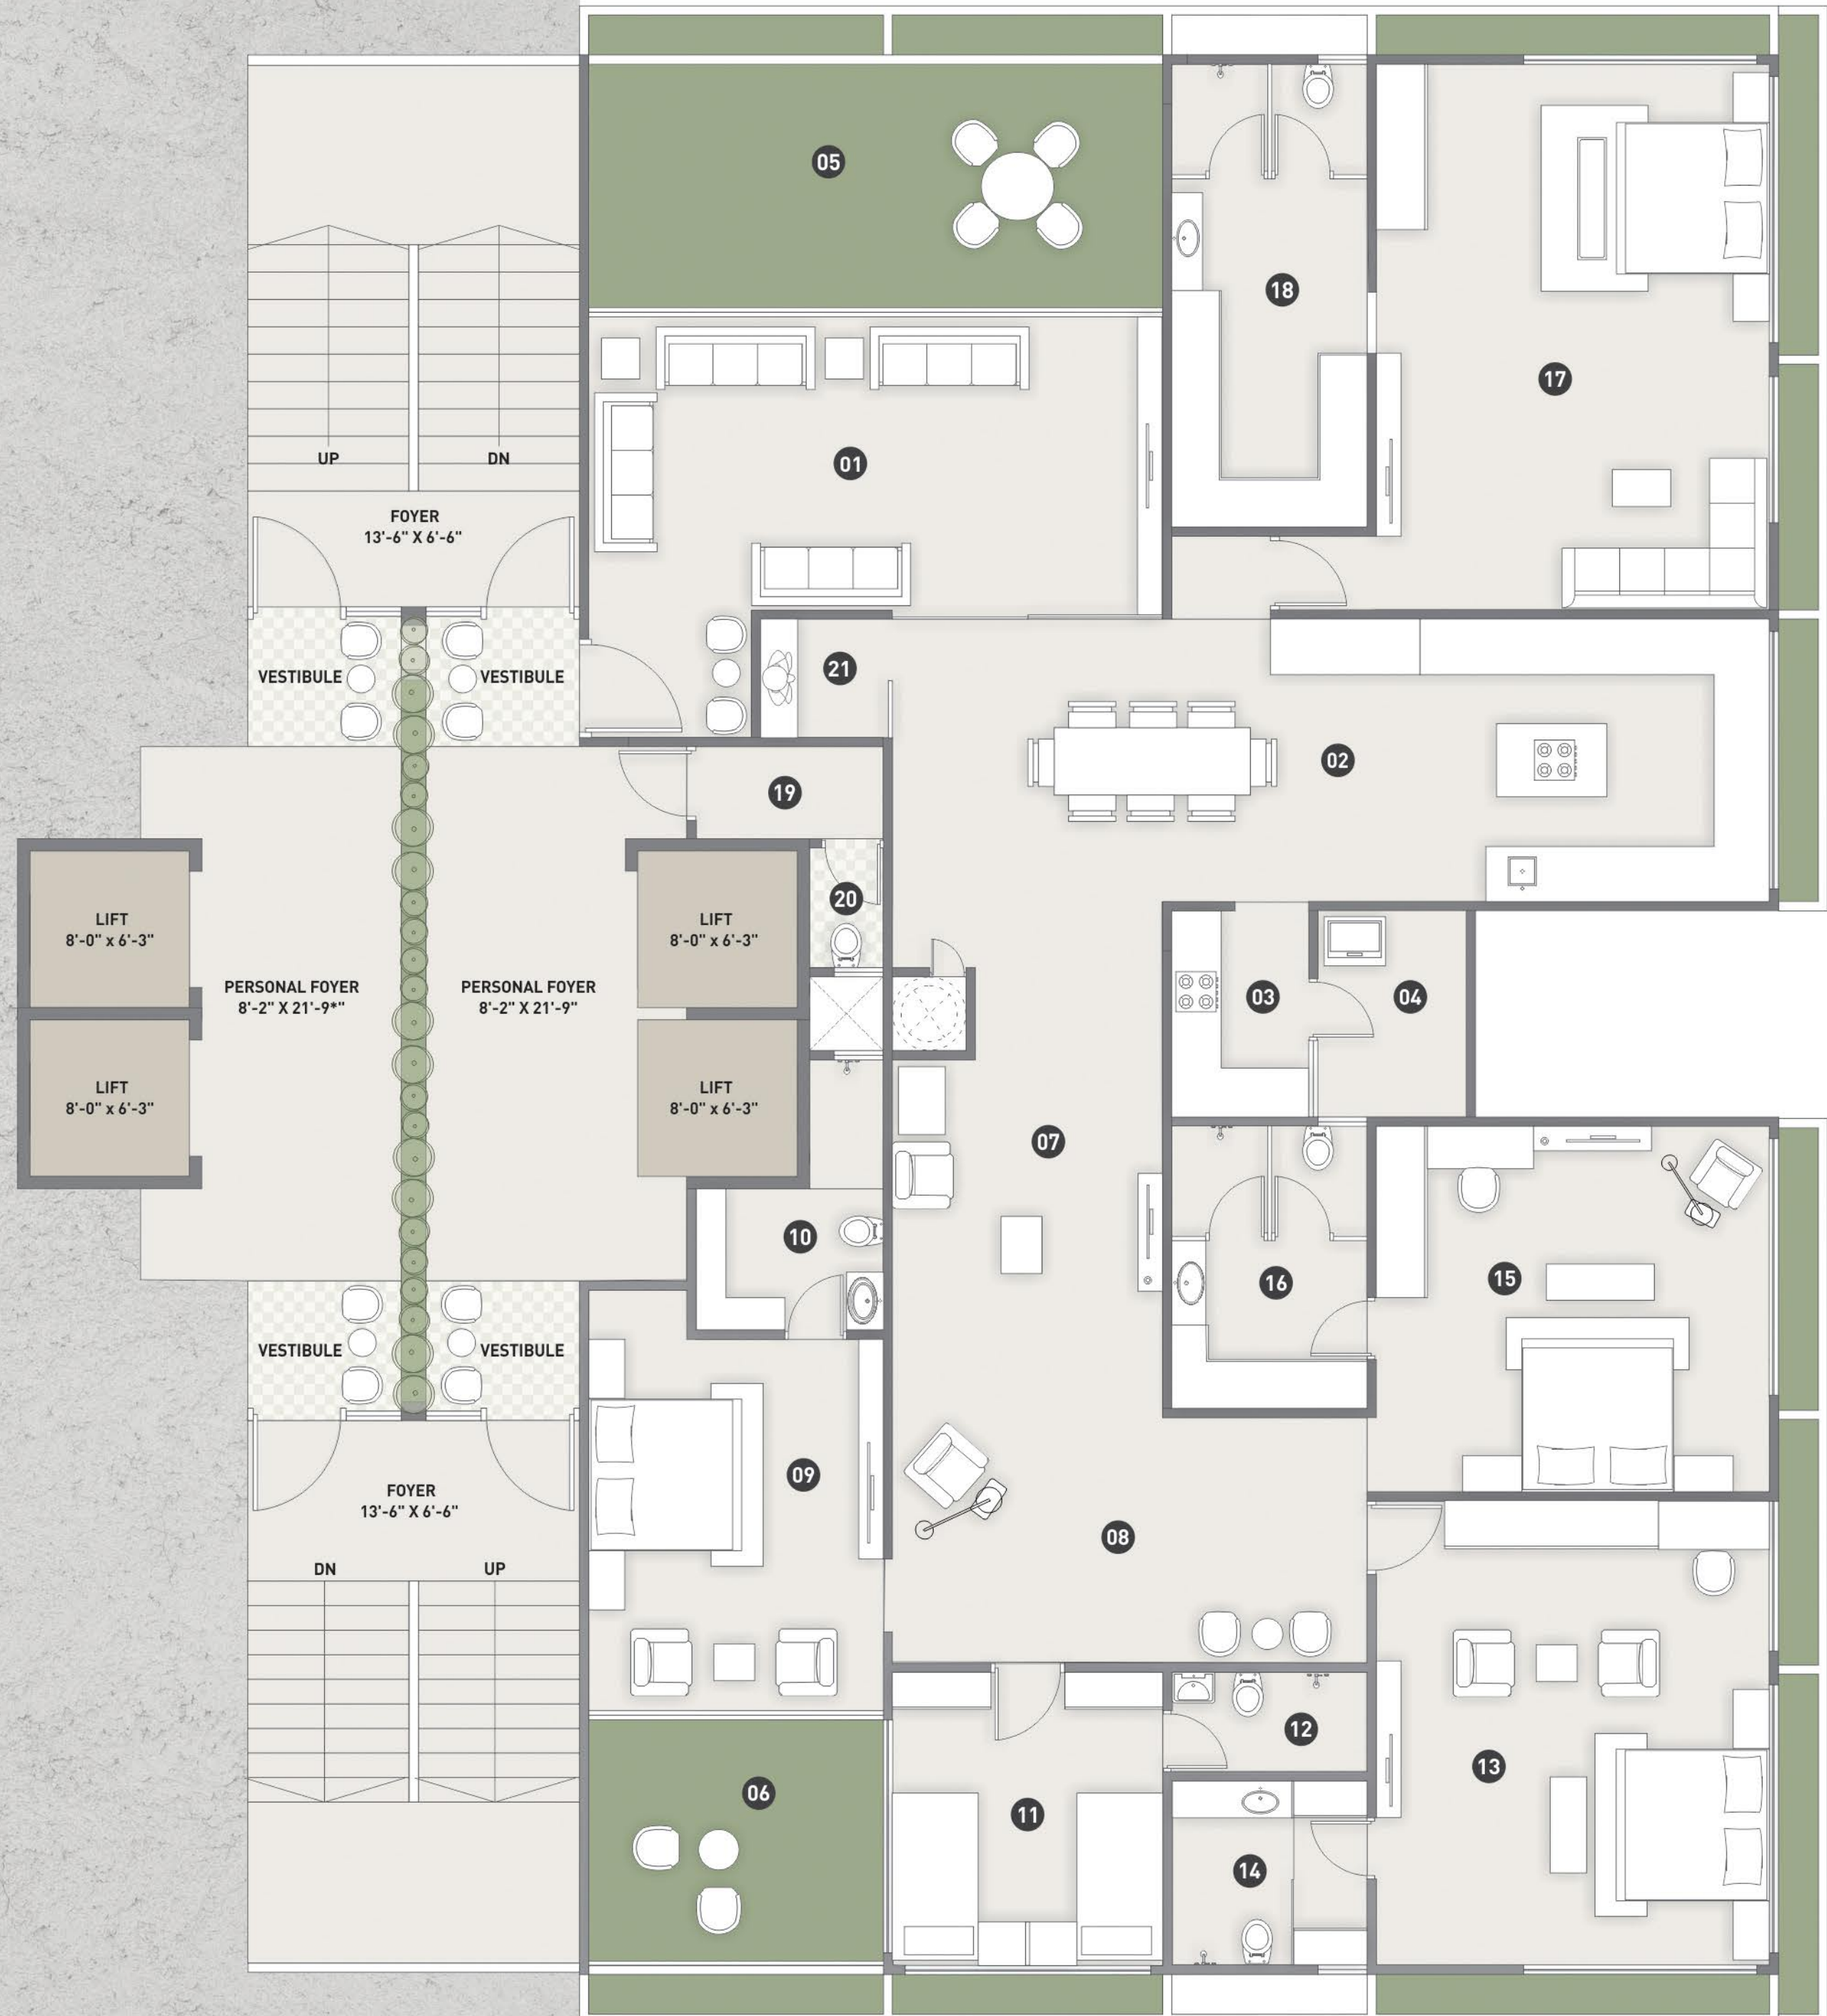 05
18
17
UP
DN
01
FOYER
13'-6" X 6'-6"
VESTIBULE
VESTIBULE
21
02
19
20
LIFT
8'-0" x 6'-3"
LIFT
8'-0" x 6'-3"
PERSONAL FOYER
8'-2" X 21'-9*"
PERSONAL FOYER
8'-2" X 21'-9"
03
04
LIFT
8'-0" x 6'-3"
LIFT
8'-0" x 6'-3"
07
10
16
15
VESTIBULE
VESTIBULE
09
FOYER
13'-6" X 6'-6"
08
DN
UP
12
13
06
11
14